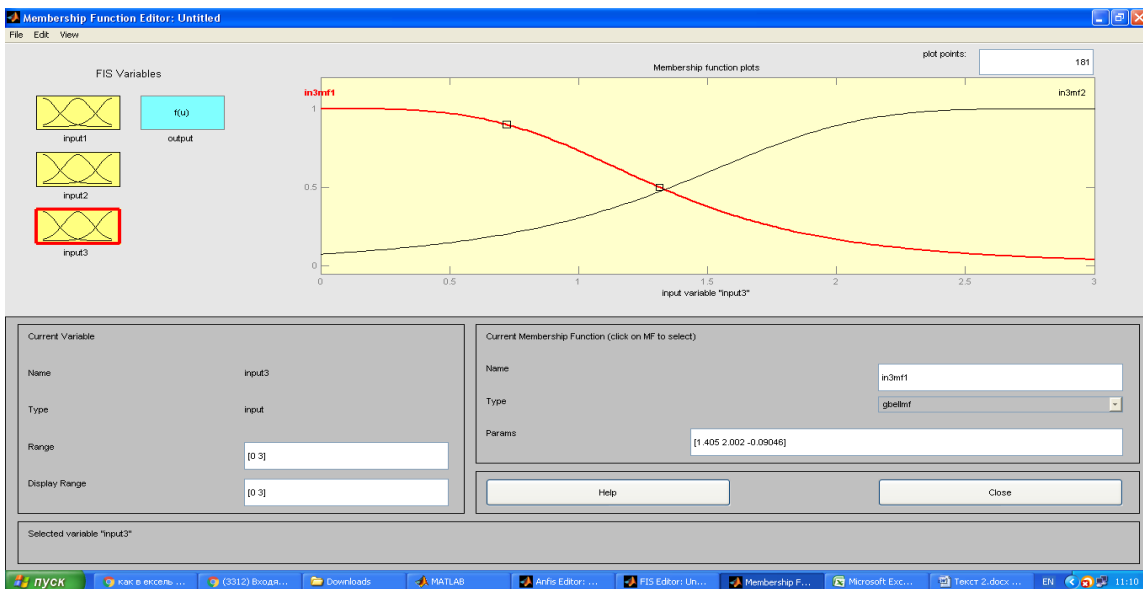 Membership Function Editor: Untitled
File Edit View
FIS Variables
f(u)
input1
output
input2
input3
plot points:
181
Membership function plots
in3mf1
in3mf2
1
0.5
0
0 0.5 1 1.5 2 2.5 3
input variable "input3"
Current Variable
Name input3
Type input
Range [0 3]
Display Range [0 3]
Current Membership Function (click on MF to select)
Name in3mf1
Type gbellmf
Params [1.405 2.002 -0.09046]
Help Close
Selected variable "input3"
пуск как в ексель ... (3312) Входя... Downloads MATLAB Anfis Editor: ... FIS Editor: Un... Membership F... Microsoft Exc... Текст 2.docx ... EN 11:10